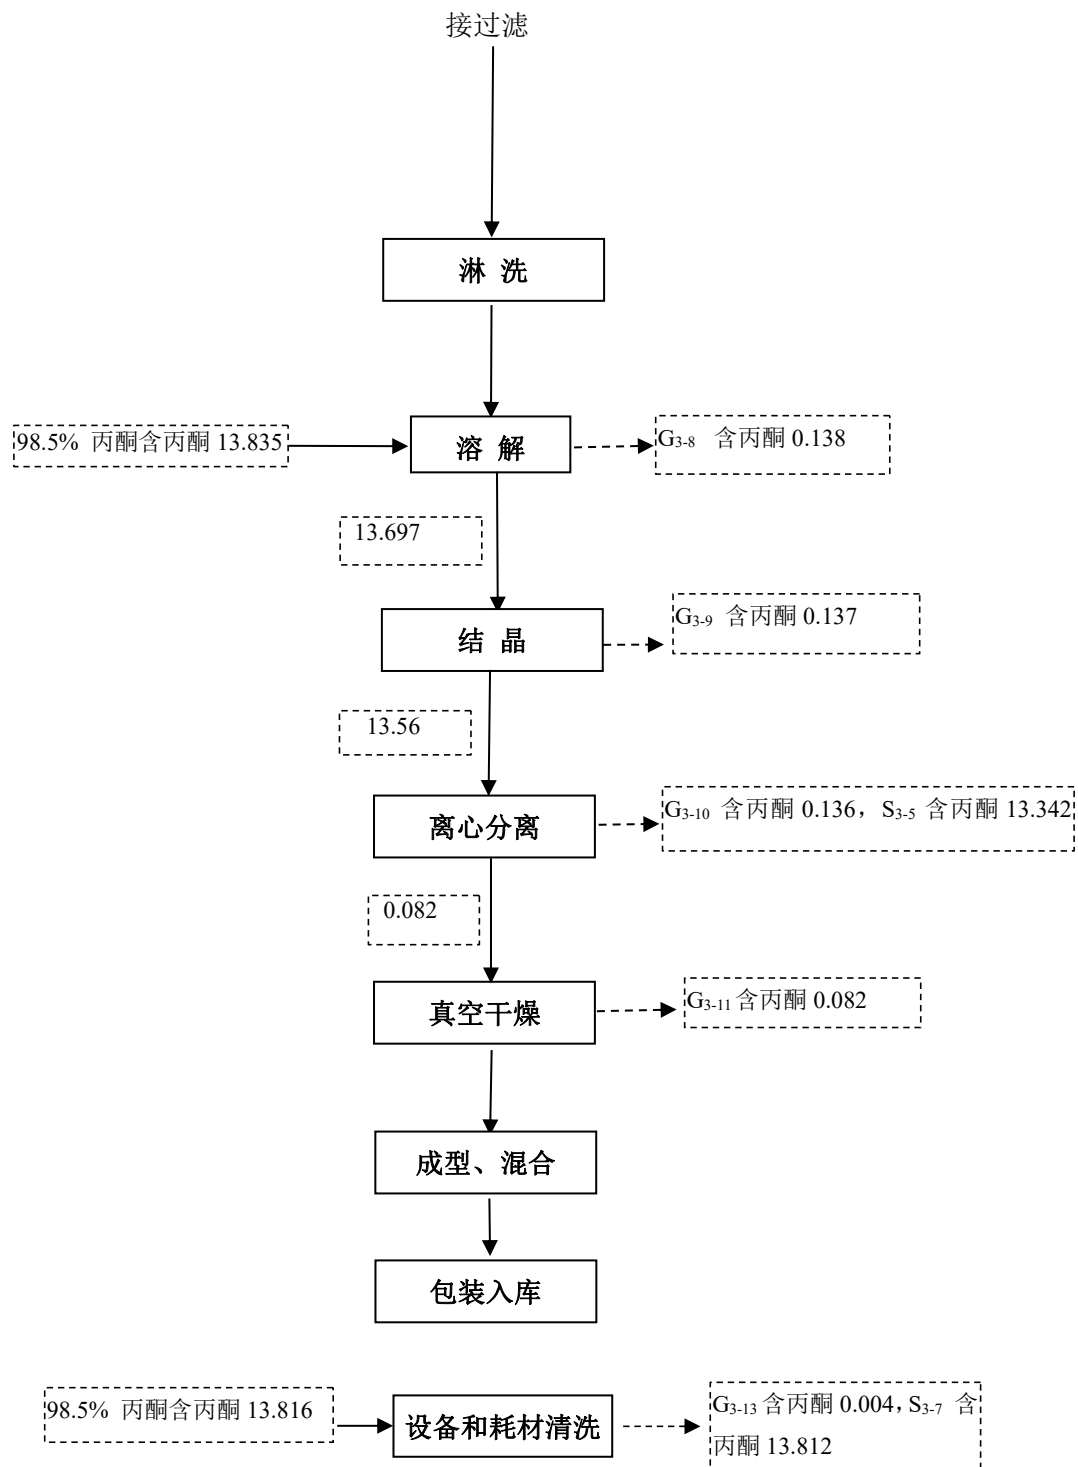 接过滤
淋 洗
98.5% 丙酮含丙酮 13.835
溶 解
G3-8 含丙酮 0.138
13.697
结 晶
G3-9 含丙酮 0.137
13.56
离心分离
G3-10 含丙酮 0.136，S3-5 含丙酮 13.342
0.082
真空干燥
G3-11 含丙酮 0.082
成型、混合
包装入库
98.5% 丙酮含丙酮 13.816
设备和耗材清洗
G3-13 含丙酮 0.004，S3-7 含
丙酮 13.812